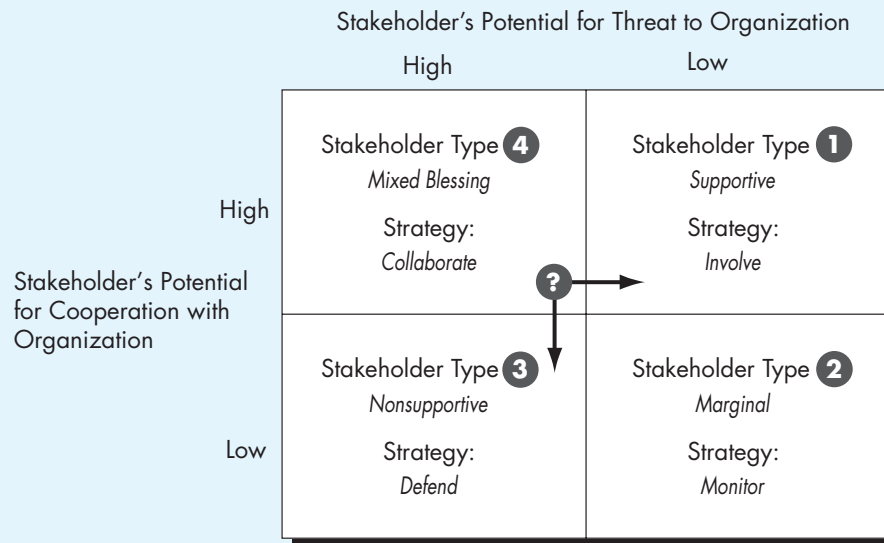 Stakeholder's Potential for Threat to Organization
High
Low
High
Stakeholder's Potential
for Cooperation with
Organization
Low
Stakeholder Type 4
Mixed Blessing
Strategy:
Collaborate
Stakeholder Type 1
Supportive
Strategy:
Involve
?
Stakeholder Type 3
Nonsupportive
Strategy:
Defend
Stakeholder Type 2
Marginal
Strategy:
Monitor